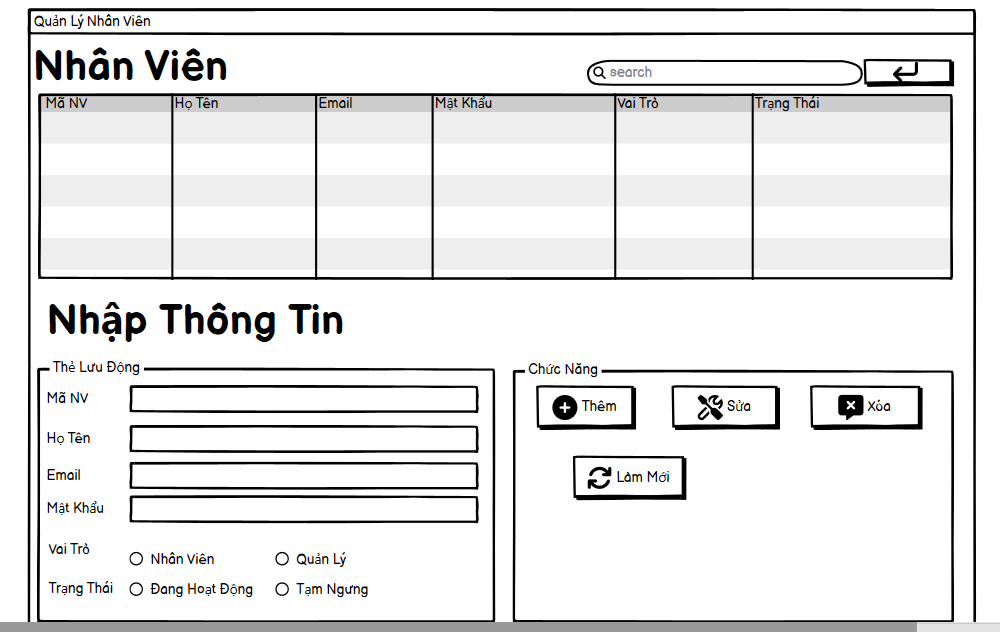 Quản Lý Nhân Viên
Nhân Viên
search
Mã NV Họ Tên Email Mật Khẩu Vai Trò Trạng Thái
Nhập Thông Tin
Thẻ Lưu Động
Mã NV
Họ Tên
Email
Mật Khẩu
Vai Trò Nhân Viên Quản Lý
Trạng Thái Đang Hoạt Động Tạm Ngưng
Chức Năng
Thêm Sửa Xóa
Làm Mới